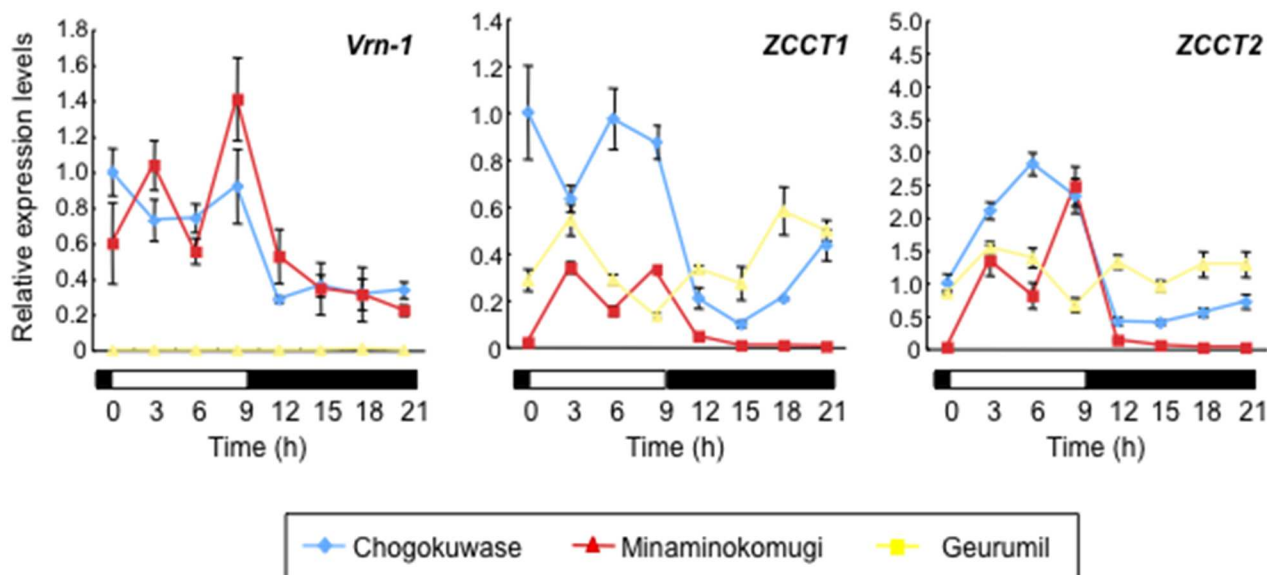 Vrn-1
Relative expression levels
1.8
1.6
1.4
1.2
1.0
0.8
0.6
0.4
0.2
0
0 3 6 9 12 15 18 21
Time (h)
ZCCT1
1.4
1.2
1.0
0.8
0.6
0.4
0.2
0
0 3 6 9 12 15 18 21
Time (h)
ZCCT2
5.0
4.5
4.0
3.5
3.0
2.5
2.0
1.5
1.0
0.5
0
0 3 6 9 12 15 18 21
Time (h)
Chogokuwase Minaminokomugi Geurumil